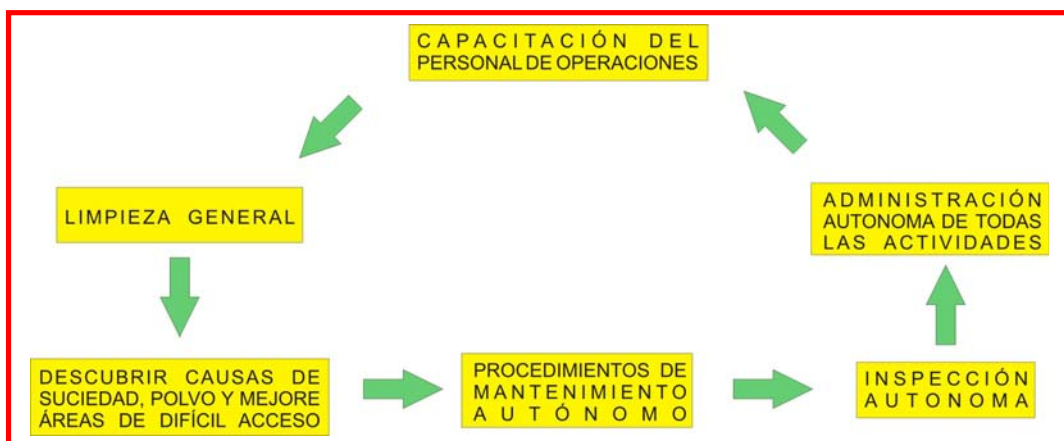 CAPACITACIÓN DEL
PERSONAL DE OPERACIONES
LIMPIEZA GENERAL
DESCUBRIR CAUSAS DE
SUCIEDAD, POLVO Y MEJORE
ÁREAS DE DIFÍCIL ACCESO
PROCEDIMIENTOS DE
MANTENIMIENTO
AUTÓNOMO
INSPECCIÓN
AUTONOMA
ADMINISTRACIÓN
AUTONOMA DE TODAS
LAS ACTIVIDADES